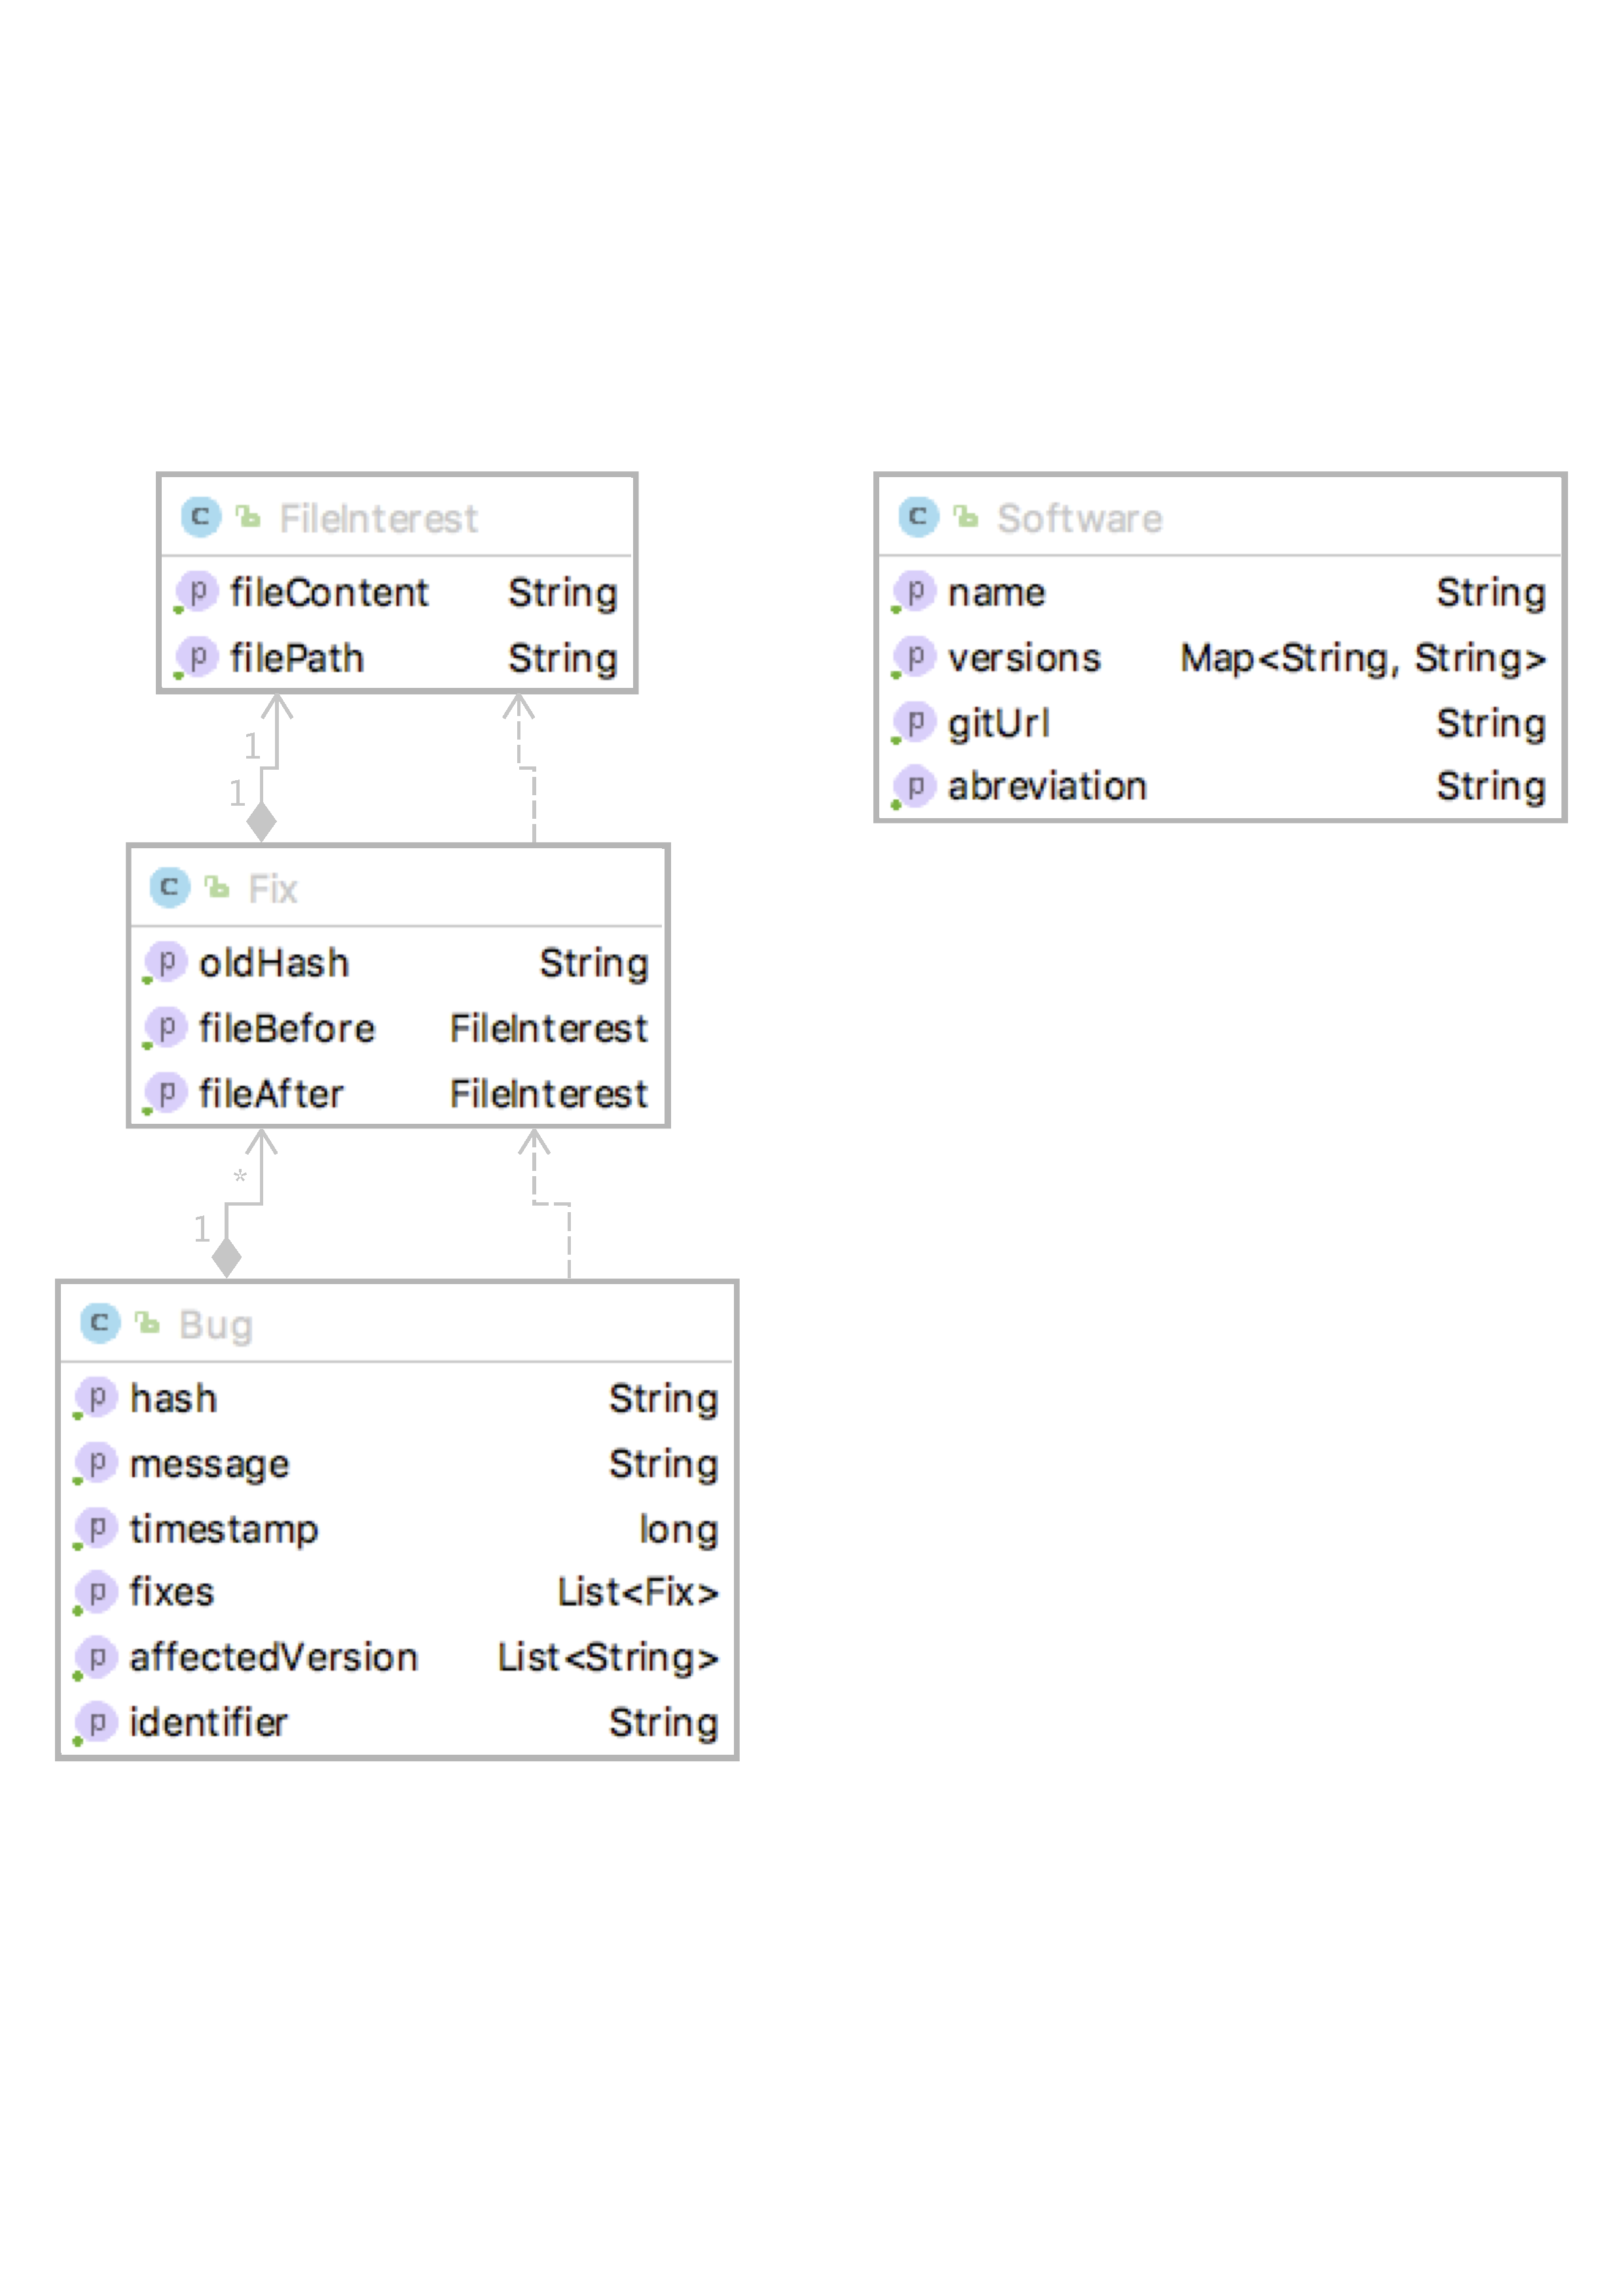 C FileInterest
p fileContent String
p filePath String
1
1
C Fix
p oldHash String
p fileBefore FileInterest
p fileAfter FileInterest
*
1
C Bug
p hash String
p message String
p timestamp long
p fixes List<Fix>
p affectedVersion List<String>
p identifier String
C Software
p name String
p versions Map<String, String>
p gitUrl String
p abreviation String